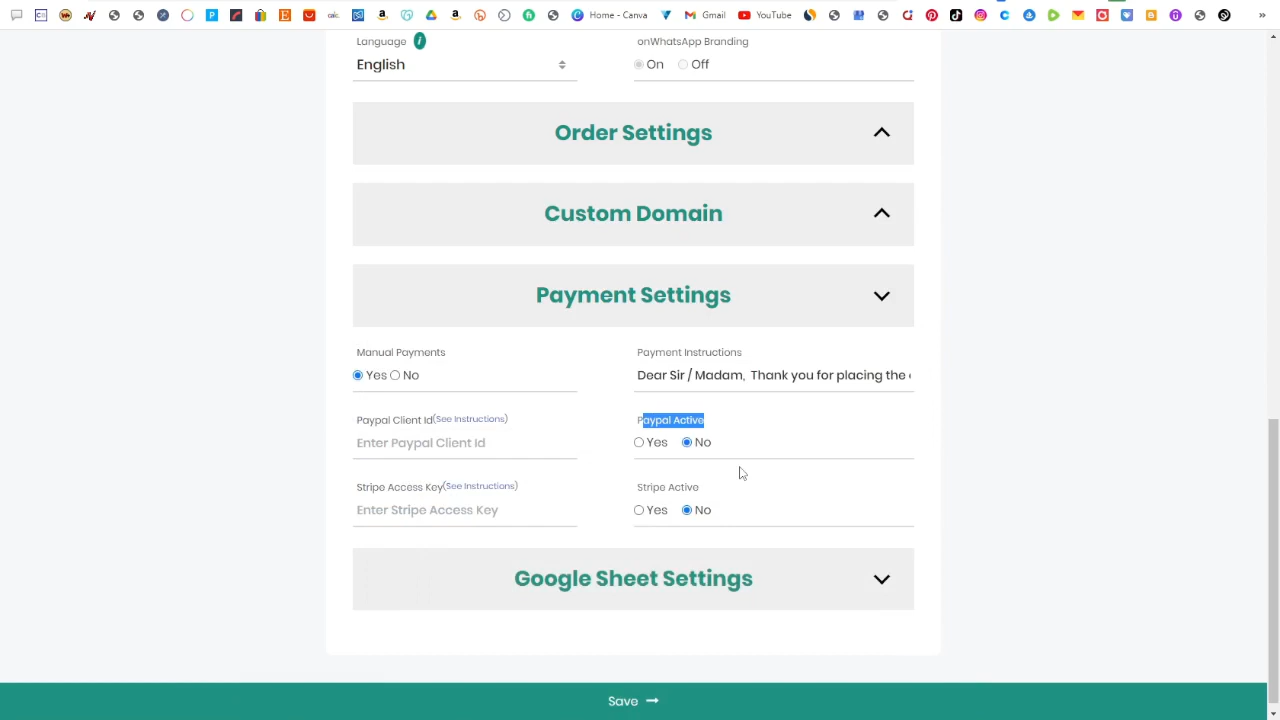 Home - Canva Gmail YouTube »
Language i onWhatsApp Branding
English On Off
Order Settings
Custom Domain
Payment Settings
Manual Payments Payment Instructions
Yes No Dear Sir / Madam, Thank you for placing the
Paypal Client Id(See Instructions) Paypal Active
Enter Paypal Client Id Yes No
Stripe Access Key(See Instructions) Stripe Active
Enter Stripe Access Key Yes No
Google Sheet Settings
Save →